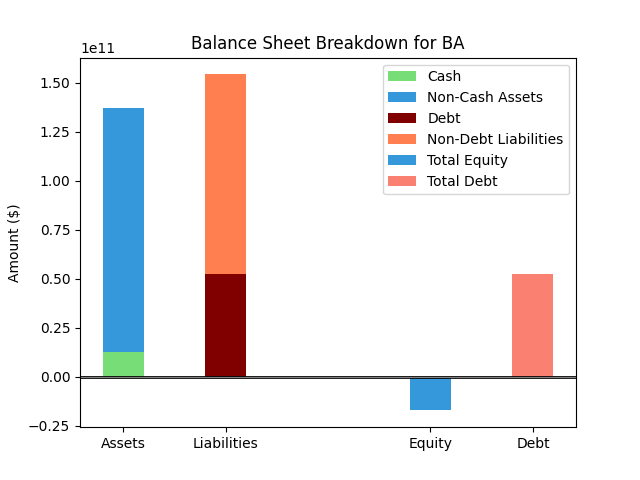 Balance Sheet Breakdown for BA
1e11
1.50
1.25
1.00
0.75
0.50
0.25
0.00
−0.25
Amount ($)
Cash
Non-Cash Assets
Debt
Non-Debt Liabilities
Total Equity
Total Debt
Assets
Liabilities
Equity
Debt